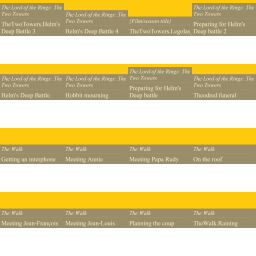 The Lord of the Rings: The
Two Towers
TheTwoTowers Helm's
Deep Battle 3
The Lord of the Rings: The
Two Towers
Helm's Deep Battle 4
[Film/season title]
TheTwoTowers Legolas
The Lord of the Rings: The
Two Towers
Preparing for Helm's
Deep battle 2
The Lord of the Rings: The
Two Towers
Helm's Deep Battle
The Lord of the Rings: The
Two Towers
Hobbit mourning
The Lord of the Rings: The
Two Towers
Preparing for Helm's
Deep battle
The Lord of the Rings: The
Two Towers
Theodred funeral
The Walk
Getting an interphone
The Walk
Meeting Annie
The Walk
Meeting Papa Rudy
The Walk
On the roof
The Walk
Meeting Jean-François
The Walk
Meeting Jean-Louis
The Walk
Planning the coup
The Walk
TheWalk Raining